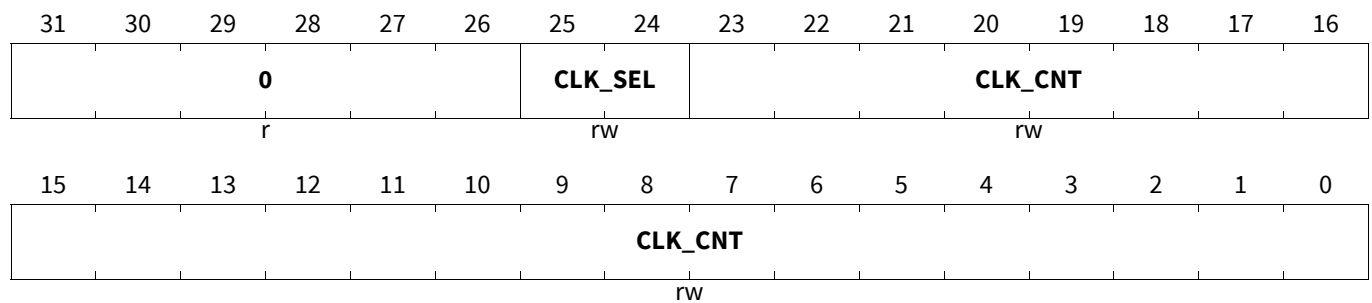 31 30 29 28 27 26 25 24 23 22 21 20 19 18 17 16
0 CLK_SEL CLK_CNT
r rw rw
15 14 13 12 11 10 9 8 7 6 5 4 3 2 1 0
CLK_CNT
rw